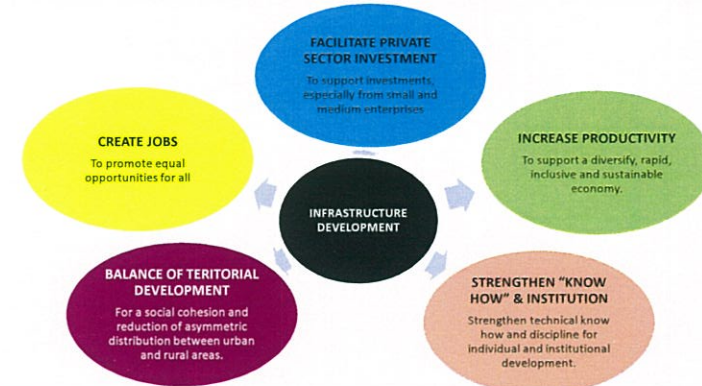 FACILITATE PRIVATE
SECTOR INVESTMENT
To support investments,
especially from small and
medium enterprises
CREATE JOBS
To promote equal
opportunities for all
INCREASE PRODUCTIVITY
To support a diversify, rapid,
inclusive and sustainable
economy.
INFRASTRUCTURE
DEVELOPMENT
BALANCE OF TERITORIAL
DEVELOPMENT
For a social cohesion and
reduction of asymmetric
distribution between urban
and rural areas.
STRENGTHEN “KNOW
HOW” & INSTITUTION
Strengthen technical know
how and discipline for
individual and institutional
development.